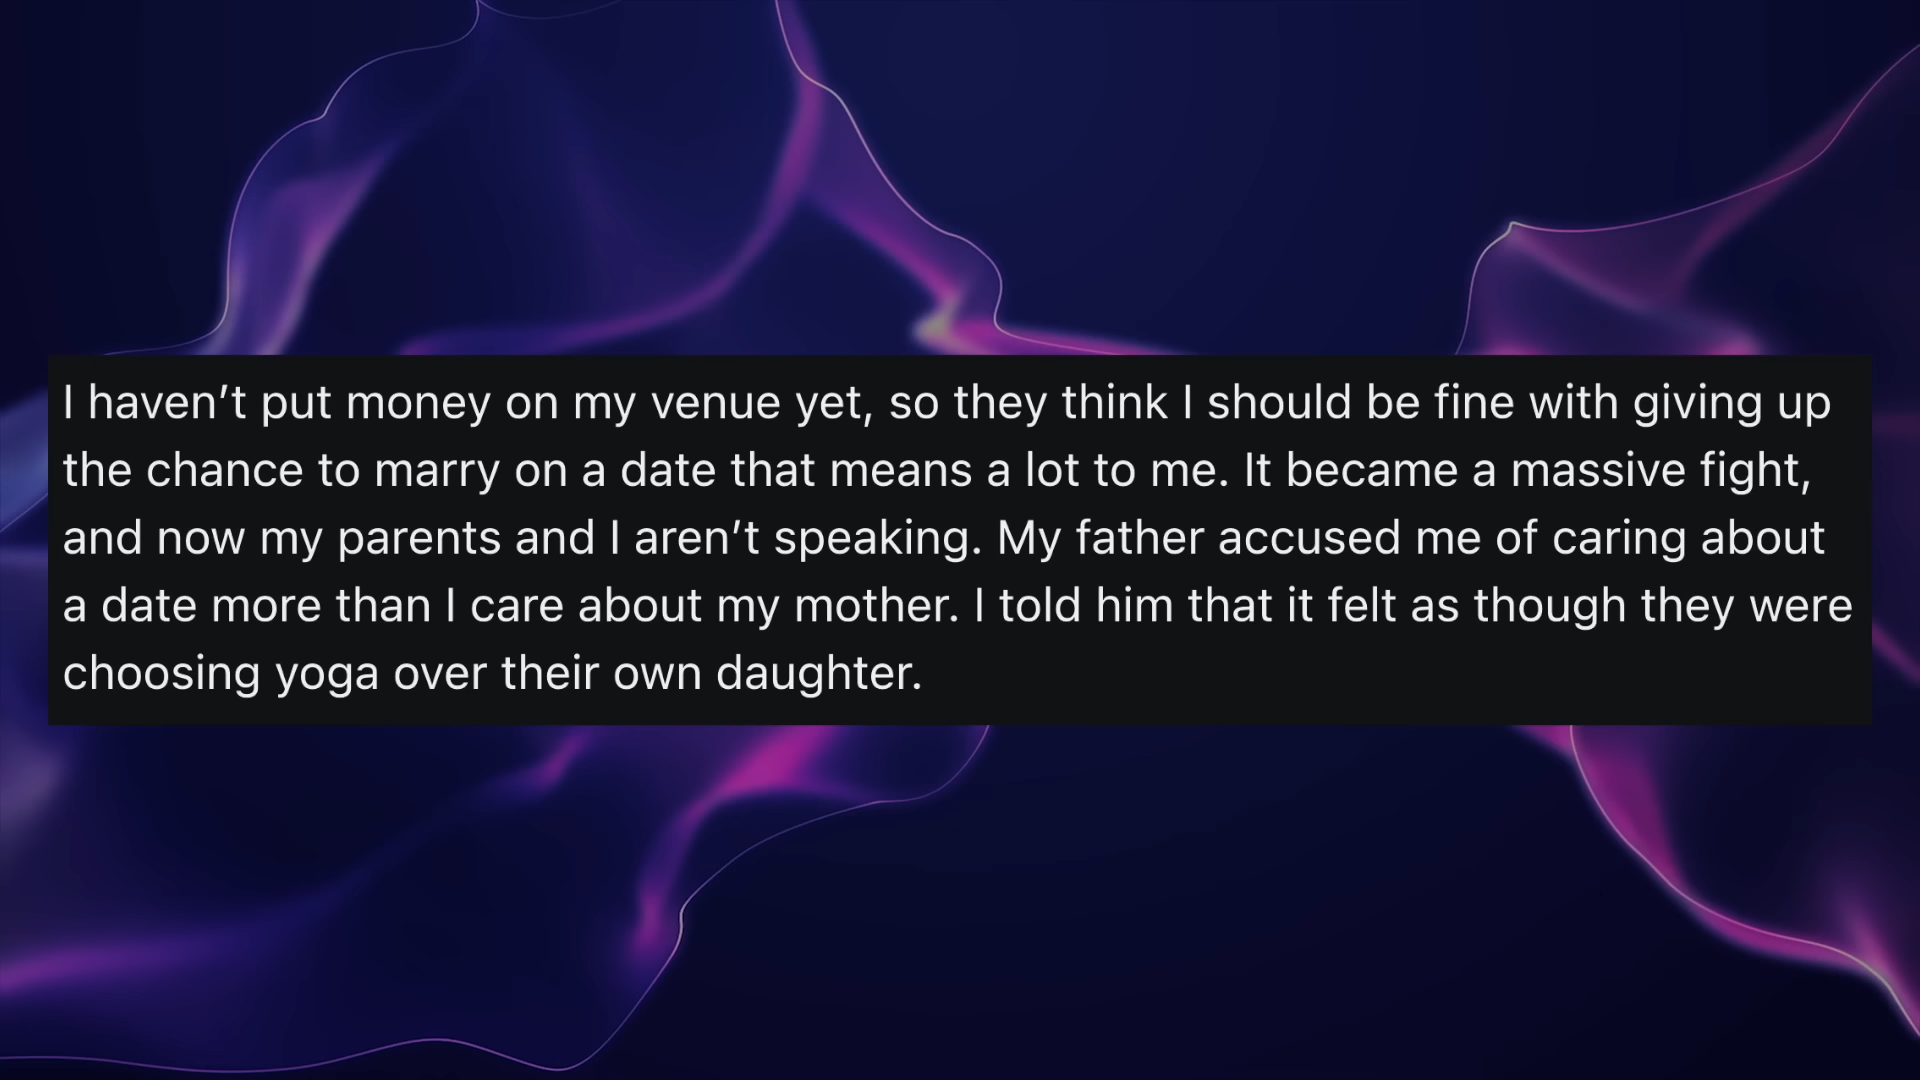 I haven’t put money on my venue yet, so they think I should be fine with giving up
the chance to marry on a date that means a lot to me. It became a massive fight,
and now my parents and I aren’t speaking. My father accused me of caring about
a date more than I care about my mother. I told him that it felt as though they were
choosing yoga over their own daughter.